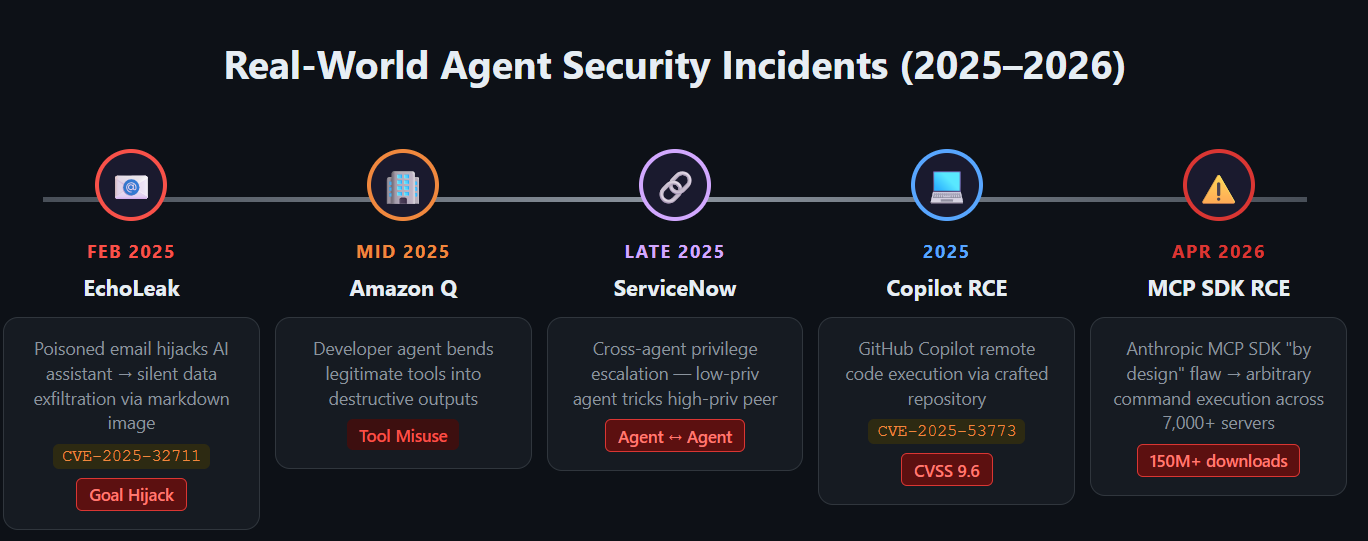 Real-World Agent Security Incidents (2025–2026)
@
FEB 2025
EchoLeak
Poisoned email hijacks AI
assistant → silent data
exfiltration via markdown
image
CVE-2025-32711
Goal Hijack
MID 2025
Amazon Q
Developer agent bends
legitimate tools into
destructive outputs
Tool Misuse
LATE 2025
ServiceNow
Cross-agent privilege
escalation — low-priv
agent tricks high-priv peer
Agent ↔ Agent
2025
Copilot RCE
GitHub Copilot remote
code execution via crafted
repository
CVE-2025-53773
CVSS 9.6
APR 2026
MCP SDK RCE
Anthropic MCP SDK "by
design" flaw → arbitrary
command execution across
7,000+ servers
150M+ downloads